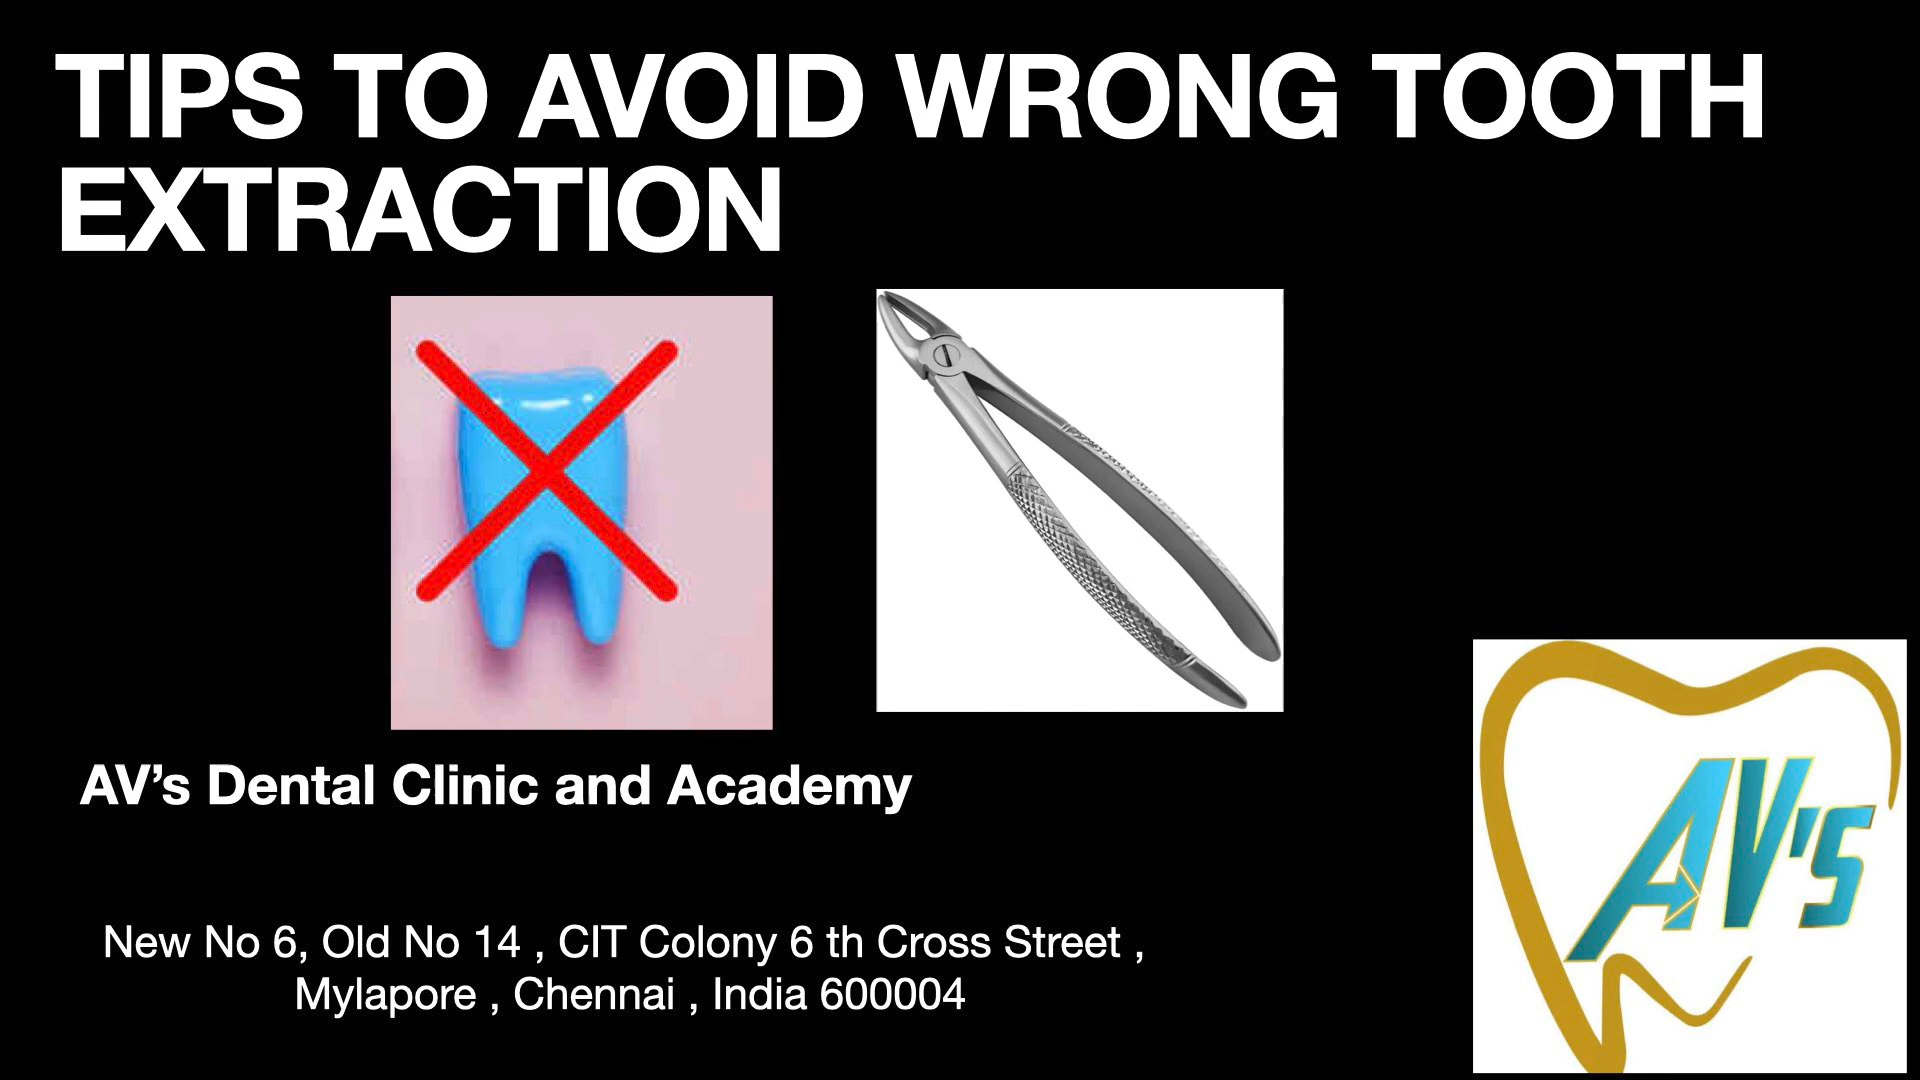 TIPS TO AVOID WRONG TOOTH
EXTRACTION
AV’s Dental Clinic and Academy
New No 6, Old No 14 , CIT Colony 6 th Cross Street ,
Mylapore , Chennai , India 600004
AV's